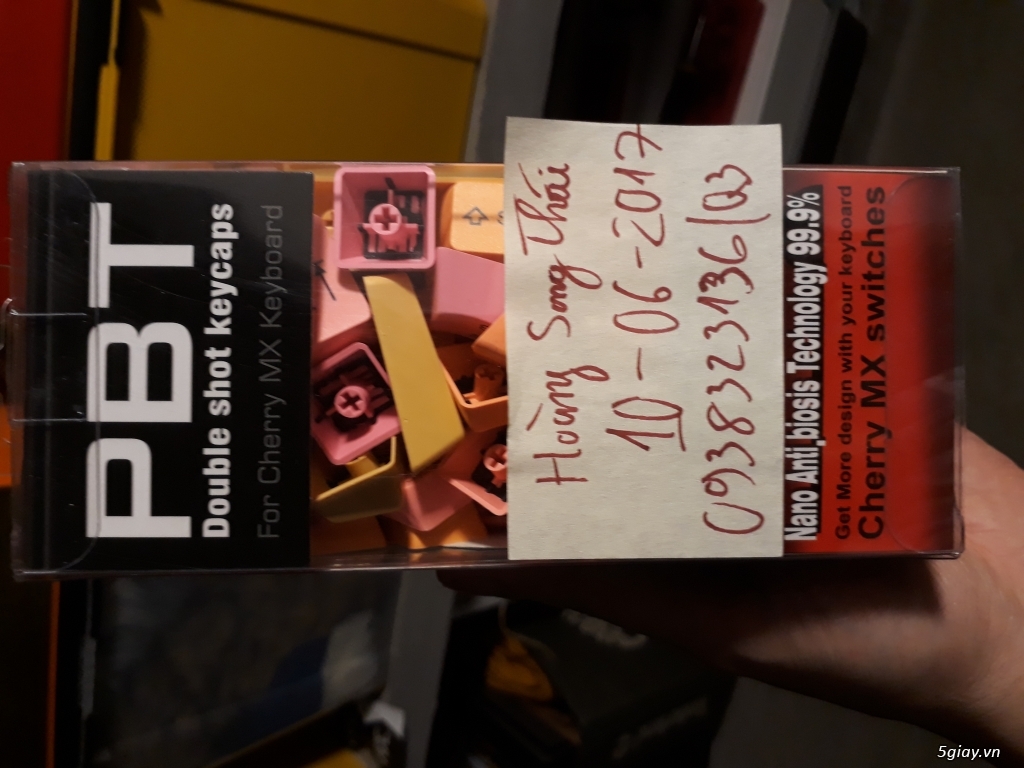 PBT
Double shot keycaps
For Cherry MX Keyboard
Hoàng Song Thái
10-06-2017
0938323136/Q3
Nano Anti biosis Technology 99.9%
Get More design with your keyboard
Cherry MX switches
5giay.vn